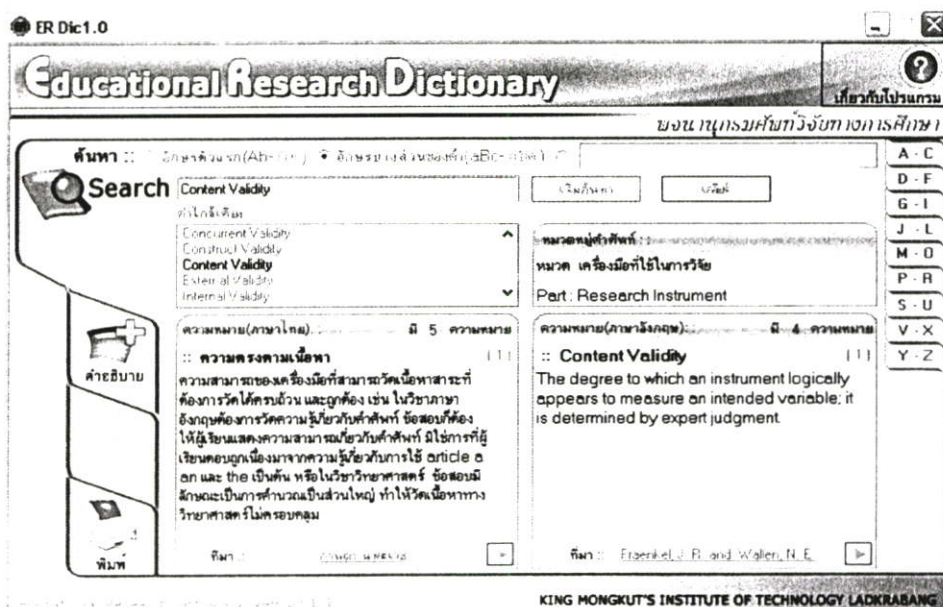 ER Dic1.0
Educational Research Dictionary
เกี่ยวกับโปรแกรม
พจนานุกรมศัพท์วิจัยทางการศึกษา
ค้นหา ::
Search
Content Validity
คำใกล้เคียง
Concurrent Validity
Construct Validity
Content Validity
External Validity
Internal Validity
หมวดหมู่คำศัพท์ ::
หมวด เครื่องมือที่ใช้ในการวิจัย
Part : Research Instrument
A - C
D - F
G - I
J - L
M - O
P - R
S - U
V - X
Y - Z
คำอธิบาย
พิมพ์
ความหมาย(ภาษาไทย) มี 5 ความหมาย
:: ความตรงตามเนื้อหา [1]
ความสามารถของเครื่องมือที่สามารถวัดเนื้อหาสาระที่
ต้องการวัดได้ครบถ้วน และถูกต้อง เช่น ในวิชาภาษา
อังกฤษต้องการวัดความรู้เกี่ยวกับคำศัพท์ ข้อสอบก็ต้อง
ให้ผู้เรียนแสดงความสามารถเกี่ยวกับคำศัพท์ มิใช่การที่ผู้
เรียนตอบถูกเนื่องมาจากความรู้เกี่ยวกับการใช้ article a
an และ the เป็นต้น หรือในวิชาวิทยาศาสตร์ ข้อสอบมี
ลักษณะเป็นการคำนวณเป็นส่วนใหญ่ ทำให้วัดเนื้อหาทาง
วิทยาศาสตร์ไม่ครอบคลุม
ที่มา ::
ความหมาย(ภาษาอังกฤษ) มี 4 ความหมาย
:: Content Validity [1]
The degree to which an instrument logically
appears to measure an intended variable; it
is determined by expert judgment
ที่มา :: Fraenkel, J. R. and Wallen, N. E.
KING MONGKUT'S INSTITUTE OF TECHNOLOGY LADKRABANG